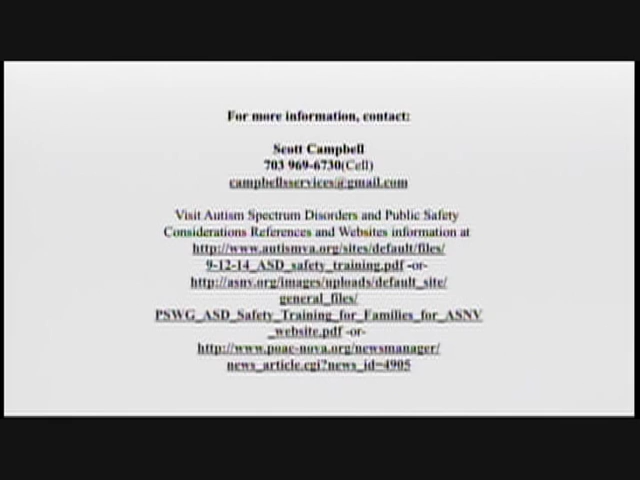 For more information, contact:
Scott Campbell
703 969-6730(Cell)
campbellsservices@gmail.com
Visit Autism Spectrum Disorders and Public Safety
Considerations References and Websites information at
http://www.autismva.org/sites/default/files/
9-12-14_ASD_safety_training.pdf -or-
http://asnv.org/images/uploads/default_site/
general_files/
PSWG_ASD_Safety_Training_for_Families_for_ASNV
_website.pdf -or-
http://www.poac-nova.org/newsmanager/
news_article.cgi?news_id=4905